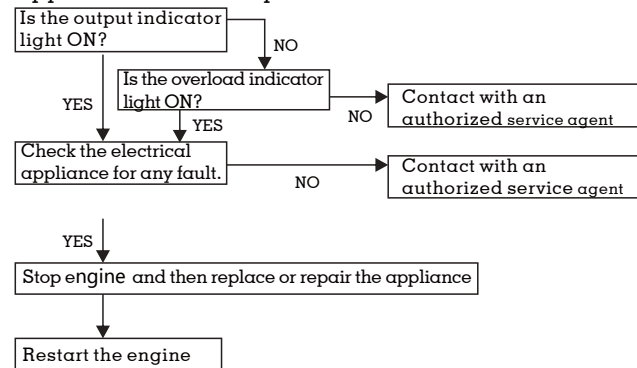 Is the output indicator
light ON?
NO
Is the overload indicator
light ON?
YES
NO
Contact with an
authorized service agent
YES
Check the electrical
appliance for any fault.
NO
Contact with an
authorized service agent
YES
Stop engine and then replace or repair the appliance
Restart the engine